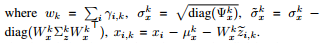 where $w_k = \sum_i \gamma_{i,k}$, $\sigma_x^k = \sqrt{\mathrm{diag}(\Psi_x^k)}$, $\tilde{\sigma}_x^k = \sigma_x^k -$
$\mathrm{diag}(W_x^k \Sigma_z^k {W_x^k}^\top)$, $x_{i,k} = x_i - \mu_x^k - W_x^k \tilde{z}_{i,k}$.